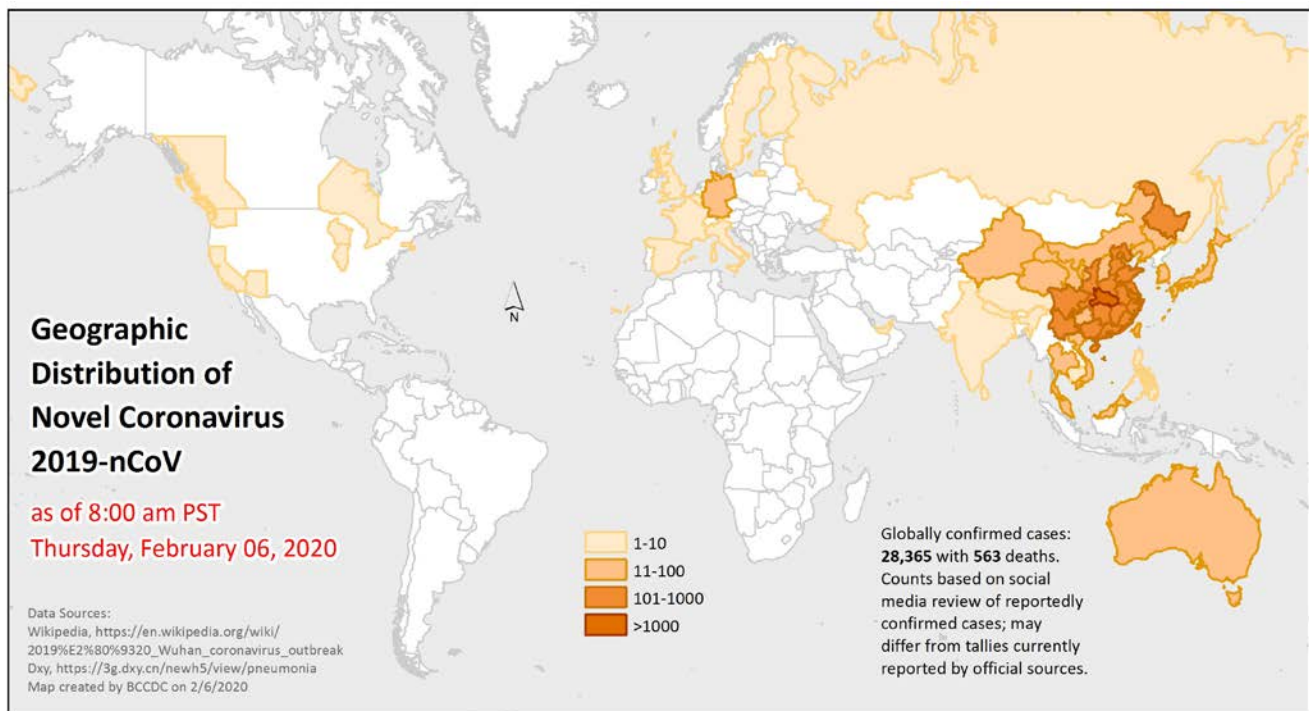 Geographic
Distribution of
Novel Coronavirus
2019-nCoV
as of 8:00 am PST
Thursday, February 06, 2020
Data Sources:
Wikipedia, https://en.wikipedia.org/wiki/
2019%E2%80%9320_Wuhan_coronavirus_outbreak
Dxy, https://3g.dxy.cn/newh5/view/pneumonia
Map created by BCCDC on 2/6/2020
N
1-10
11-100
101-1000
>1000
Globally confirmed cases:
28,365 with 563 deaths.
Counts based on social
media review of reportedly
confirmed cases; may
differ from tallies currently
reported by official sources.